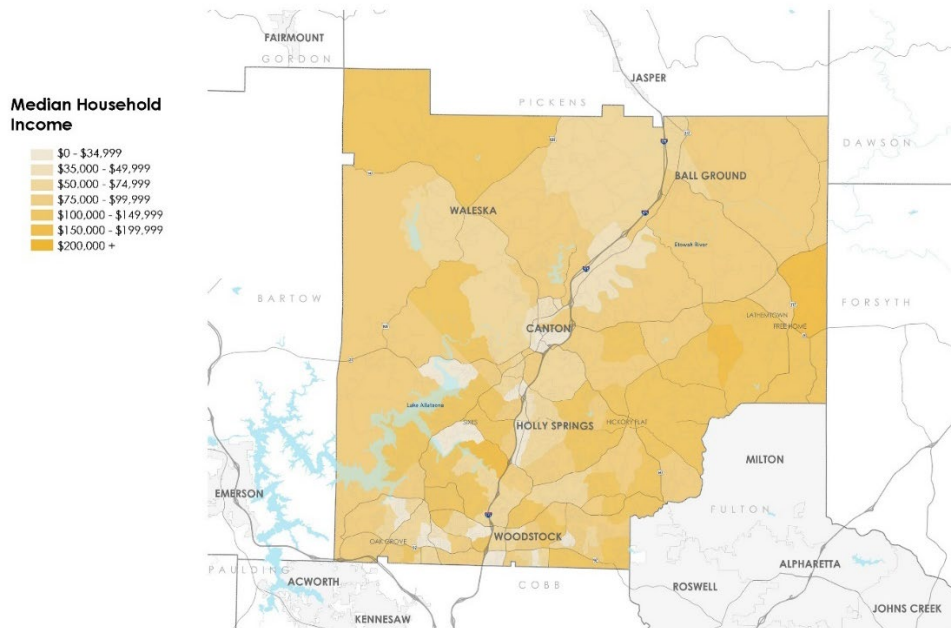 FAIRMOUNT
GORDON
JASPER
PICKENS
Median Household
Income
$0 - $34,999
$35,000 - $49,999
$50,000 - $74,999
$75,000 - $99,999
$100,000 - $149,999
$150,000 - $199,999
$200,000 +
DAWSON
BALL GROUND
WALESKA
Etowah River
BARTOW
FORSYTH
LATHEMTOWN
FREE HOME
CANTON
Lake Allatoona
HOLLY SPRINGS
HICKORY FLAT
MILTON
EMERSON
FULTON
WOODSTOCK
OAK GROVE
PAULDING
ACWORTH
COBB
ALPHARETTA
ROSWELL
KENNESAW
JOHNS CREEK